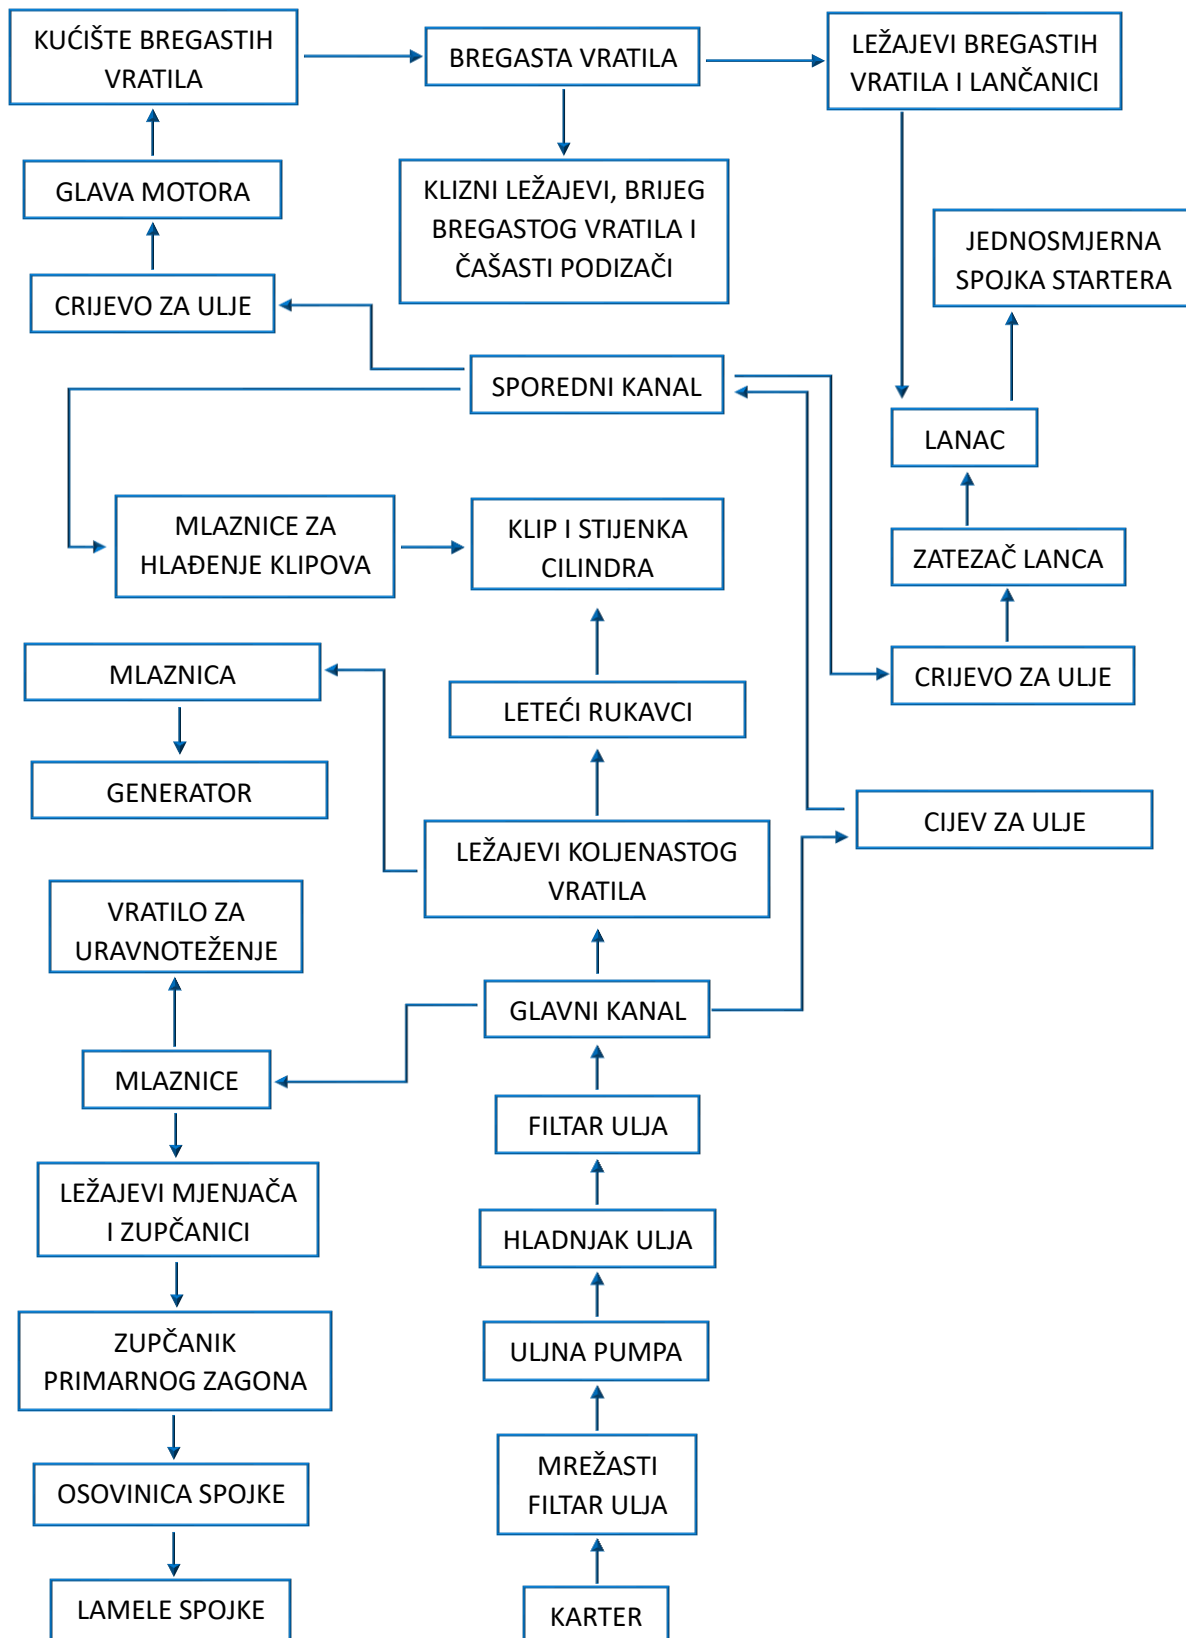 KUĆIŠTE BREGASTIH
VRATILA
BREGASTA VRATILA
LEŽAJEVI BREGASTIH
VRATILA I LANČANICI
GLAVA MOTORA
KLIZNI LEŽAJEVI, BRIJEG
BREGASTOG VRATILA I
ČAŠASTI PODIZAČI
JEDNOSMJERNA
SPOJKA STARTERA
CRIJEVO ZA ULJE
SPOREDNI KANAL
LANAC
MLAZNICE ZA
HLAĐENJE KLIPOVA
KLIP I STIJENKA
CILINDRA
ZATEZAČ LANCA
MLAZNICA
CRIJEVO ZA ULJE
LETEĆI RUKAVCI
GENERATOR
CIJEV ZA ULJE
LEŽAJEVI KOLJENASTOG
VRATILA
VRATILO ZA
URAVNOTEŽENJE
GLAVNI KANAL
MLAZNICE
FILTAR ULJA
LEŽAJEVI MJENJAČA
I ZUPČANICI
HLADNJAK ULJA
ZUPČANIK
PRIMARNOG ZAGONA
ULJNA PUMPA
OSOVINICA SPOJKE
MREŽASTI
FILTAR ULJA
LAMELE SPOJKE
KARTER